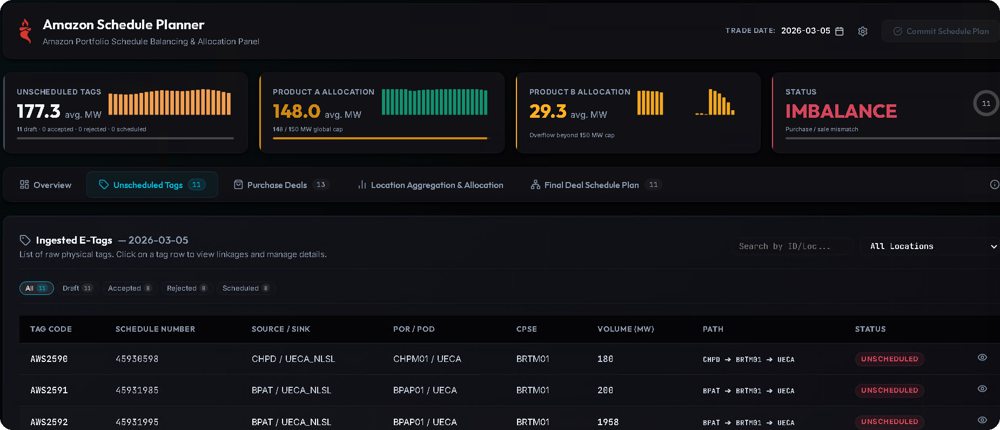 Amazon Schedule Planner
Amazon Portfolio Schedule Balancing & Allocation Panel
TRADE DATE: 2026-03-05
Commit Schedule Plan
UNSCHEDULED TAGS
177.3 avg. MW
11 draft · 0 accepted · 0 rejected · 0 scheduled
PRODUCT A ALLOCATION
148.0 avg. MW
148 / 150 MW global cap
PRODUCT B ALLOCATION
29.3 avg. MW
Overflow beyond 150 MW cap
STATUS
IMBALANCE
Purchase / sale mismatch
11
Overview
Unscheduled Tags 11
Purchase Deals 13
Location Aggregation & Allocation
Final Deal Schedule Plan 11
Ingested E-Tags — 2026-03-05
List of raw physical tags. Click on a tag row to view linkages and manage details.
Search by ID/Loc...
All Locations
All 11
Draft 11
Accepted 0
Rejected 0
Scheduled 0
TAG CODE SCHEDULE NUMBER SOURCE / SINK POR / POD CPSE VOLUME (MW) PATH STATUS
AWS2590 45930598 CHPD / UECA_NLSL CHPM01 / UECA BRTM01 180 CHPD → BRTM01 → UECA UNSCHEDULED
AWS2591 45931985 BPAT / UECA_NLSL BPAP01 / UECA BRTM01 200 BPAT → BRTM01 → UECA UNSCHEDULED
AWS2592 45931995 BPAT / UECA_NLSL BPAP01 / UECA BRTM01 1958 BPAT → BRTM01 → UECA UNSCHEDULED